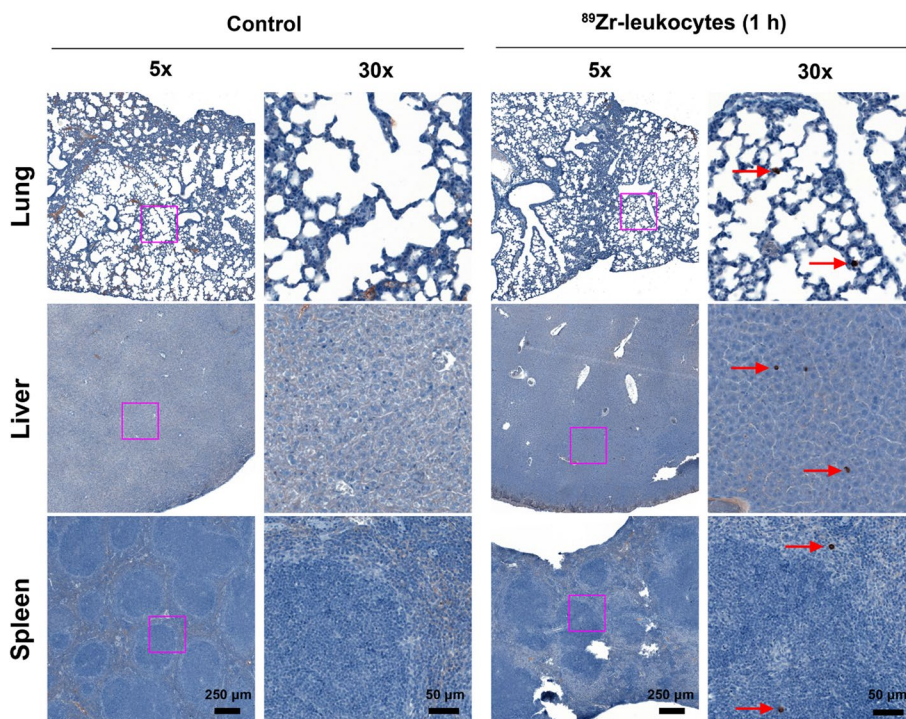 Control
⁸⁹Zr-leukocytes (1 h)
5x
30x
5x
30x
Lung
Liver
Spleen
250 μm
50 μm
250 μm
50 μm